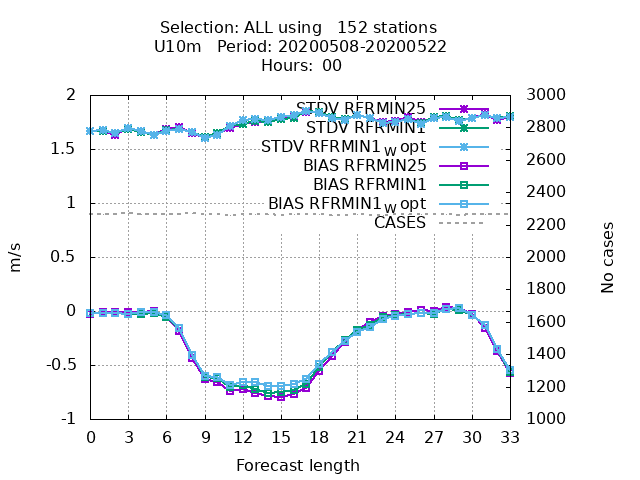 Selection: ALL using   152 stations
U10m   Period: 20200508-20200522
Hours:  00
2
1.5
1
0.5
0
-0.5
-1
m/s
STDV RFRMIN25
STDV RFRMIN1
STDV RFRMIN1_W opt
BIAS RFRMIN25
BIAS RFRMIN1
BIAS RFRMIN1_W opt
CASES
3000
2800
2600
2400
2200
2000
1800
1600
1400
1200
1000
No cases
0 3 6 9 12 15 18 21 24 27 30 33
Forecast length